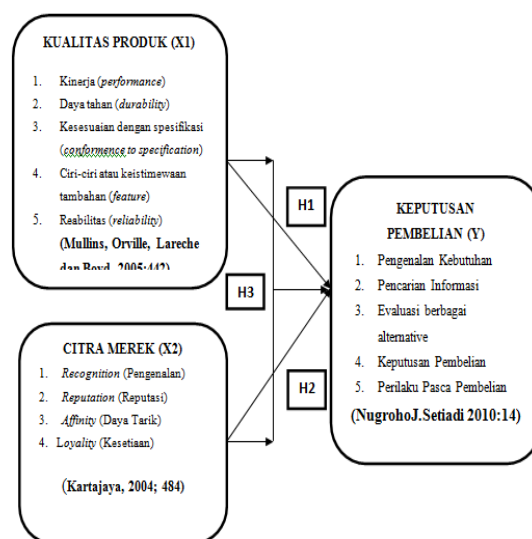 KUALITAS PRODUK (X1)
1. Kinerja (performance)
2. Daya tahan (durability)
3. Kesesuaian dengan spesifikasi
(conformence to specification)
4. Ciri-ciri atau keistimewaan
tambahan (feature)
5. Reabilitas (reliability)
(Mullins, Orville, Lareche
dan Boyd, 2005:442)
H1
H3
H2
KEPUTUSAN
PEMBELIAN (Y)
1. Pengenalan Kebutuhan
2. Pencarian Informasi
3. Evaluasi berbagai
alternative
4. Keputusan Pembelian
5. Perilaku Pasca Pembelian
(NugrohoJ.Setiadi 2010:14)
CITRA MEREK (X2)
1. Recognition (Pengenalan)
2. Reputation (Reputasi)
3. Affinity (Daya Tarik)
4. Loyality (Kesetiaan)
(Kartajaya, 2004; 484)